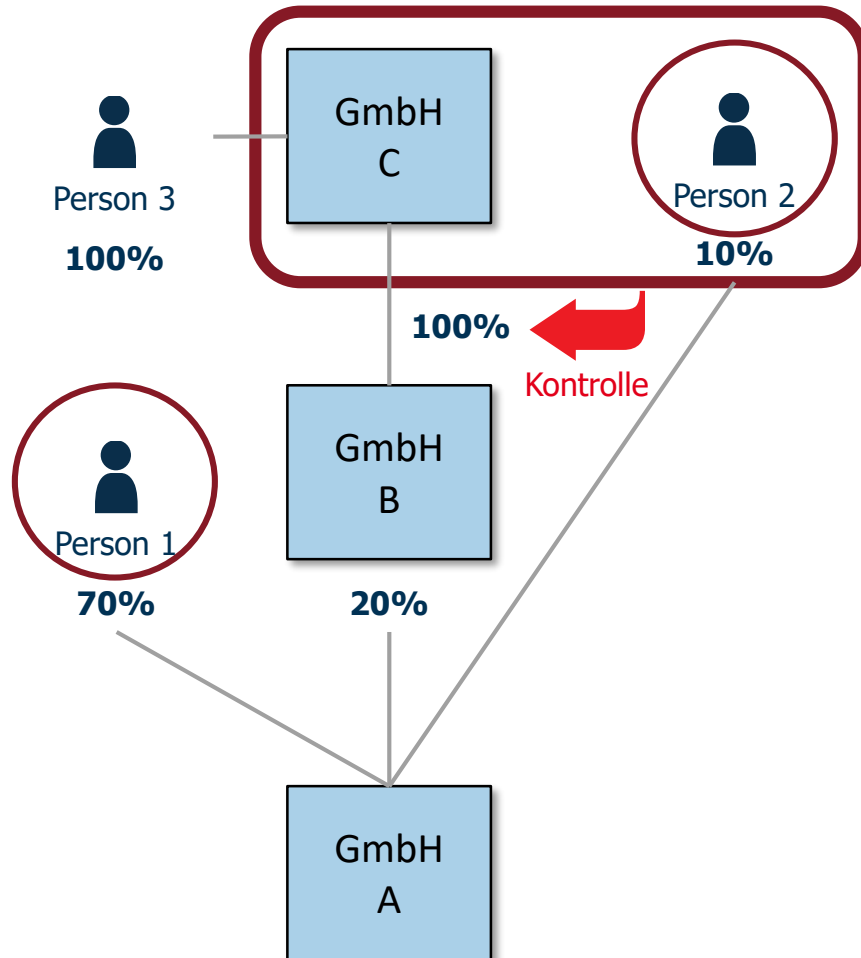 GmbH
C
Person 3
100%
Person 2
10%
100%
Kontrolle
GmbH
B
Person 1
70%
20%
GmbH
A